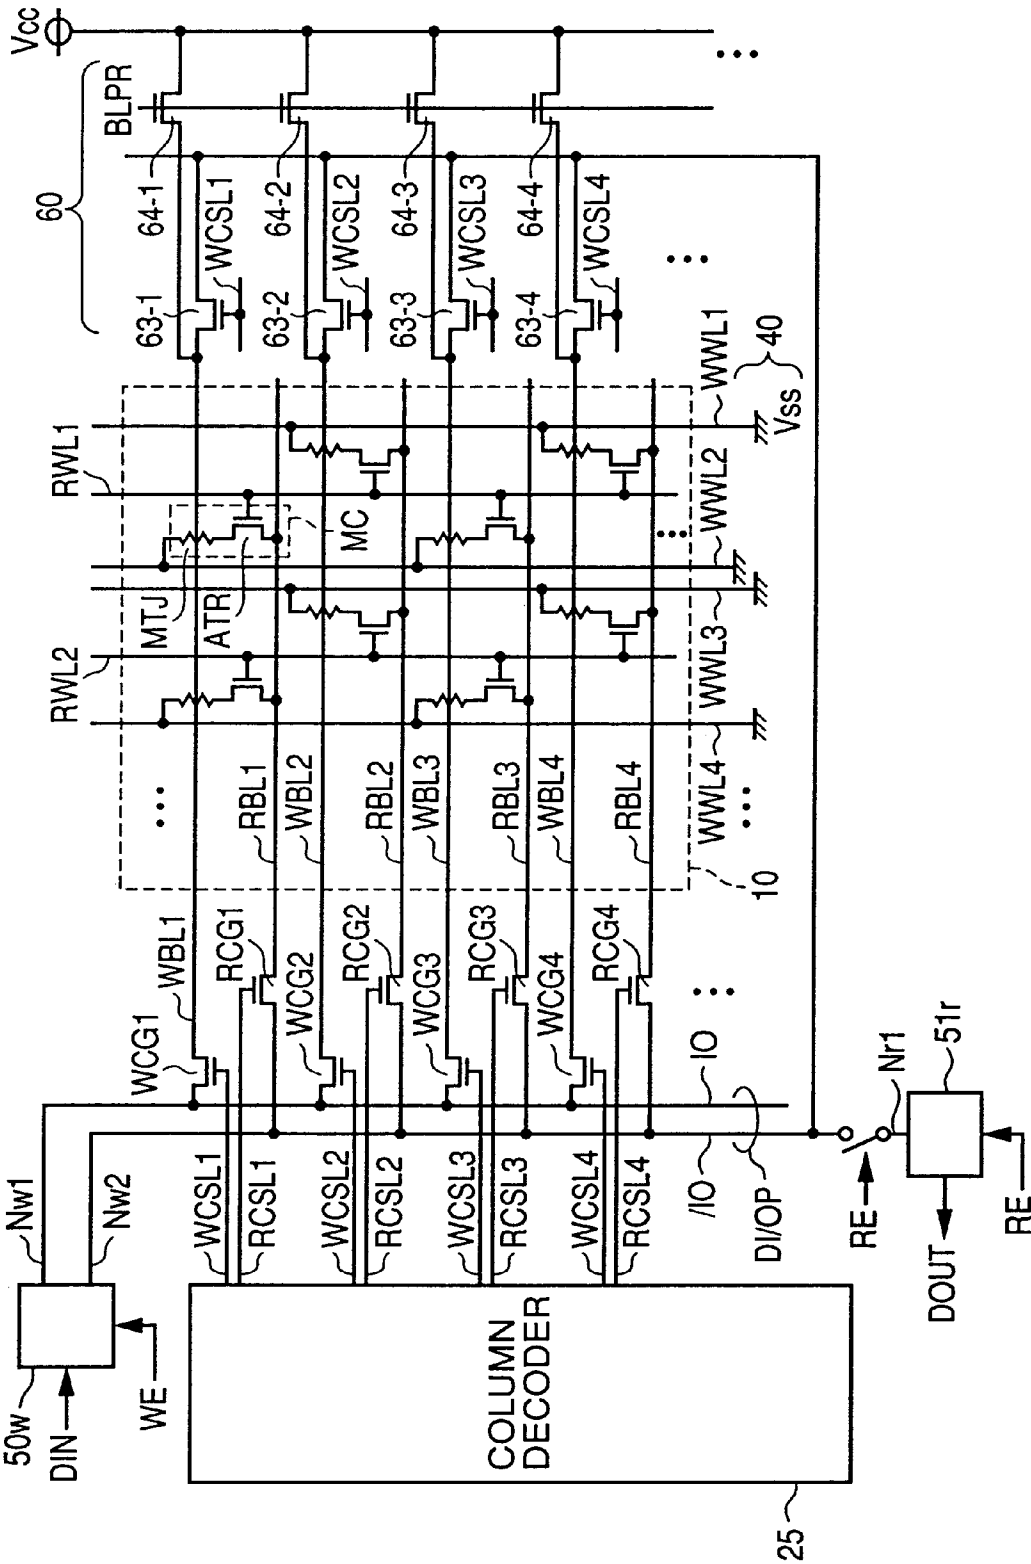 Vcc
BLPR
60
64-1
64-2
64-3
64-4
WCSL1
WCSL2
WCSL3
WCSL4
63-1
63-2
63-3
63-4
RWL1
RWL2
MTJ
ATR
MC
WWL1
40
Vss
WWL2
WWL3
WWL4
RBL1
WBL2
RBL2
WBL3
RBL3
WBL4
RBL4
10
WBL1
WCG1
RCG1
WCG2
RCG2
WCG3
RCG3
WCG4
RCG4
IO
/IO
DI/OP
Nw1
Nw2
WCSL1
RCSL1
WCSL2
RCSL2
WCSL3
RCSL3
WCSL4
RCSL4
50w
DIN
WE
COLUMN
DECODER
25
51r
Nr1
RE
DOUT
RE